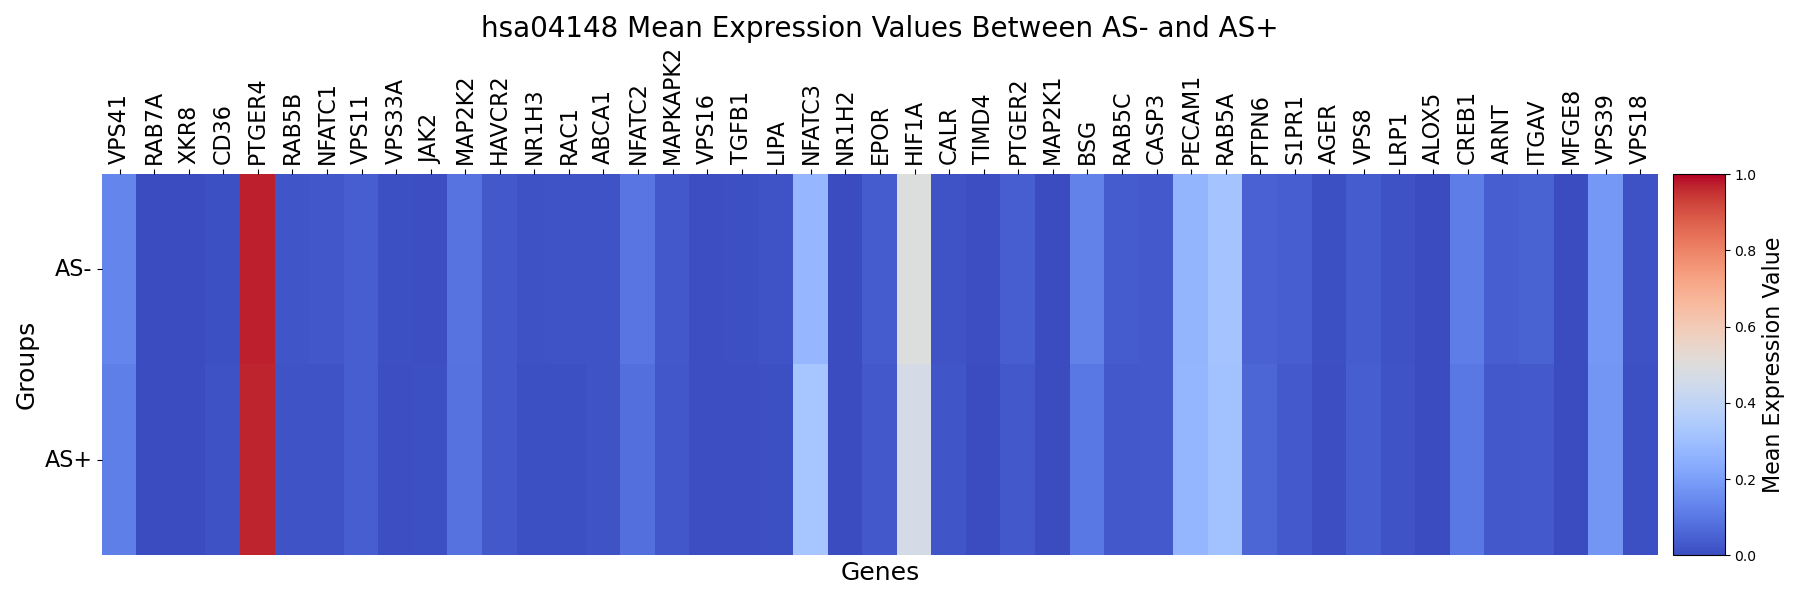 hsa04148 Mean Expression Values Between AS- and AS+
VPS41
RAB7A
XKR8
CD36
PTGER4
RAB5B
NFATC1
VPS11
VPS33A
JAK2
MAP2K2
HAVCR2
NR1H3
RAC1
ABCA1
NFATC2
MAPKAPK2
VPS16
TGFB1
LIPA
NFATC3
NR1H2
EPOR
HIF1A
CALR
TIMD4
PTGER2
MAP2K1
BSG
RAB5C
CASP3
PECAM1
RAB5A
PTPN6
S1PR1
AGER
VPS8
LRP1
ALOX5
CREB1
ARNT
ITGAV
MFGE8
VPS39
VPS18
Groups
AS-
AS+
Genes
1.0
0.8
0.6
0.4
0.2
0.0
Mean Expression Value